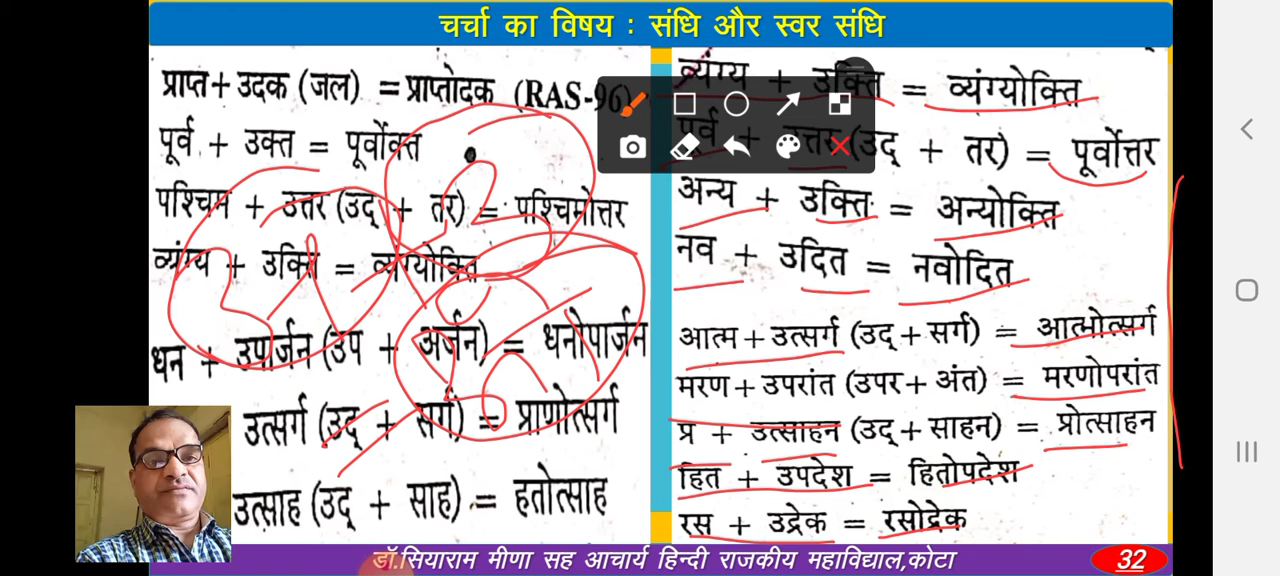 चर्चा का विषय : संधि और स्वर संधि
प्राप्त + उदक (जल) = प्राप्तोदक (RAS-96)
पूर्व + उक्त = पूर्वोक्त
पश्चिम + उत्तर (उद् + तर) = पश्चिमोत्तर
व्यंग्य + उक्ति = व्यंग्योक्ति
धन + उपार्जन (उप + अर्जन) = धनोपार्जन
उत्सर्ग (उद् + सर्ग) = प्राणोत्सर्ग
उत्साह (उद् + साह) = हतोत्साह
व्यंग्य + उक्ति = व्यंग्योक्ति
पूर्व + उत्तर (उद् + तर) = पूर्वोत्तर
अन्य + उक्ति = अन्योक्ति
नव + उदित = नवोदित
आत्म + उत्सर्ग (उद् + सर्ग) = आत्मोत्सर्ग
मरण + उपरांत (उपर + अंत) = मरणोपरांत
प्र + उत्साहन (उद् + साहन) = प्रोत्साहन
हित + उपदेश = हितोपदेश
रस + उद्रेक = रसोद्रेक
डॉ.सियाराम मीणा सह आचार्य हिन्दी राजकीय महाविद्याल,कोटा
32